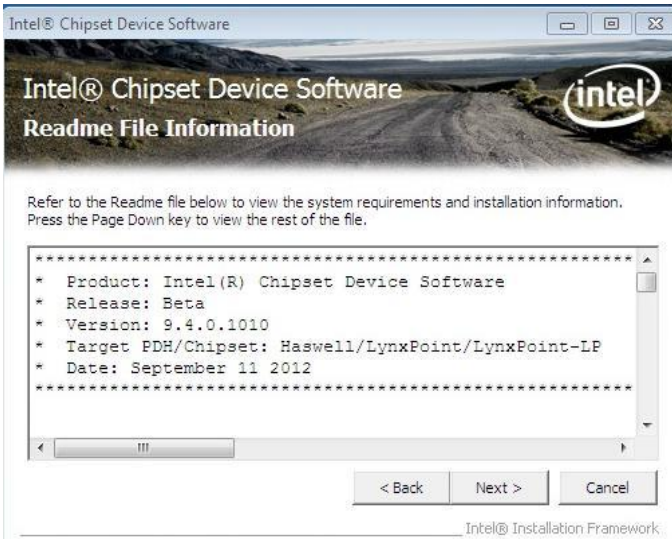 Intel® Chipset Device Software
Intel® Chipset Device Software
intel
Readme File Information
Refer to the Readme file below to view the system requirements and installation information.
Press the Page Down key to view the rest of the file.
*********************************************************
* Product: Intel(R) Chipset Device Software
* Release: Beta
* Version: 9.4.0.1010
* Target PDH/Chipset: Haswell/LynxPoint/LynxPoint-LP
* Date: September 11 2012
*********************************************************
< Back
Next >
Cancel
Intel® Installation Framework